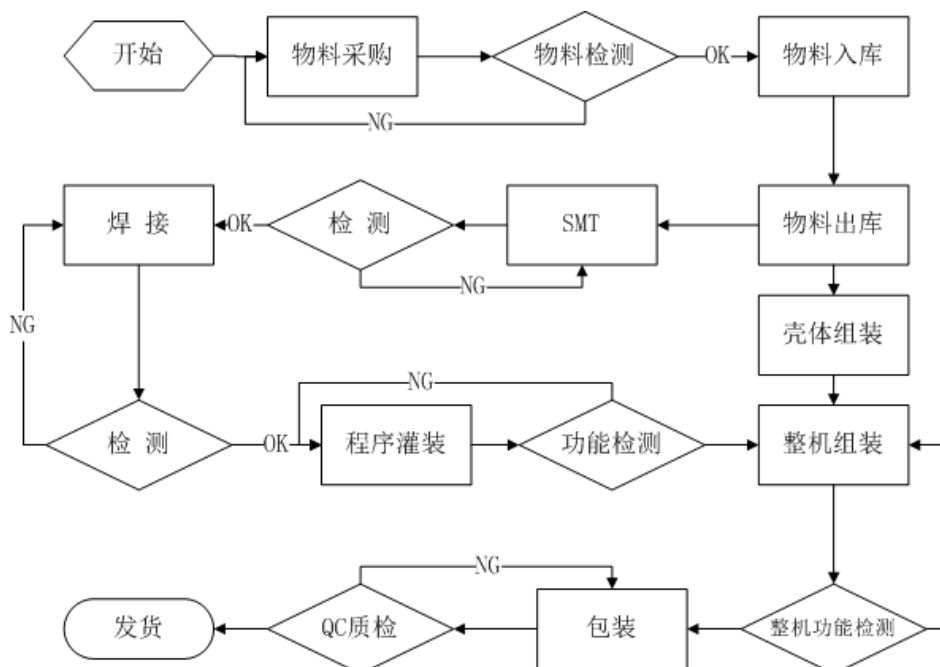 开始
物料采购
物料检测
OK
物料入库
NG
焊 接
OK
检 测
SMT
物料出库
NG
NG
壳体组装
检 测
OK
NG
程序灌装
功能检测
整机组装
NG
发货
QC质检
包装
整机功能检测